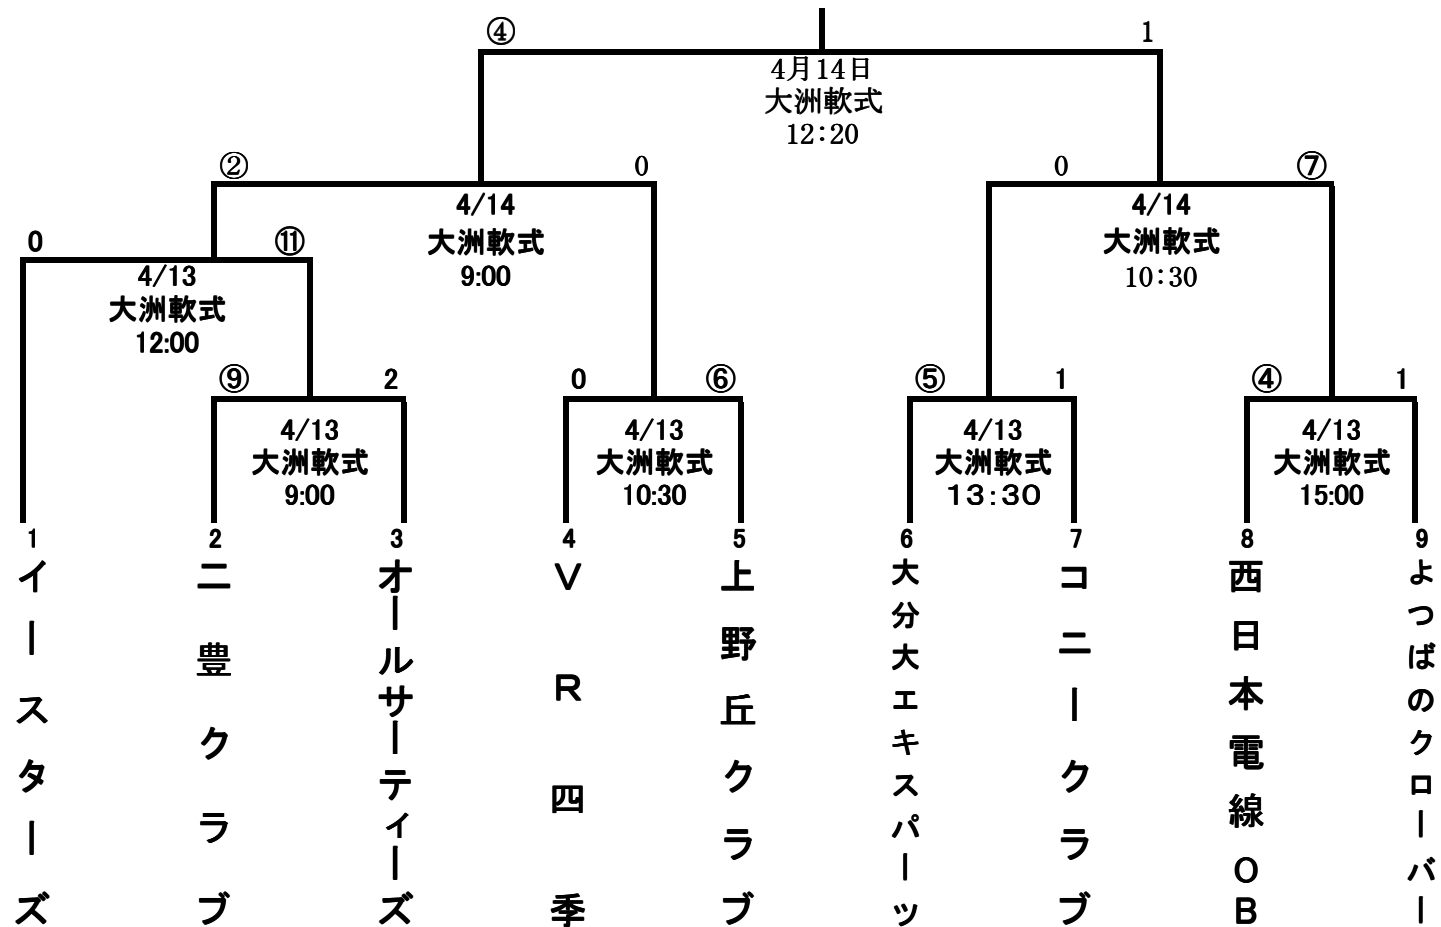 ④ 1
4月14日
大洲軟式
12：20
② 0
4/14
大洲軟式
9:00
0 ⑦
4/14
大洲軟式
10：30
0 ⑪
4/13
大洲軟式
12:00
⑨ 2
4/13
大洲軟式
9:00
0 ⑥
4/13
大洲軟式
10:30
⑤ 1
4/13
大洲軟式
１３：３０
④ 1
4/13
大洲軟式
15:00
1
イースターズ
2
二豊クラブ
3
オールサーティーズ
4
ＶＲ四季
5
上野丘クラブ
6
大分大エキスパーツ
7
コニークラブ
8
西日本電線ＯＢ
9
よつばのクローバー